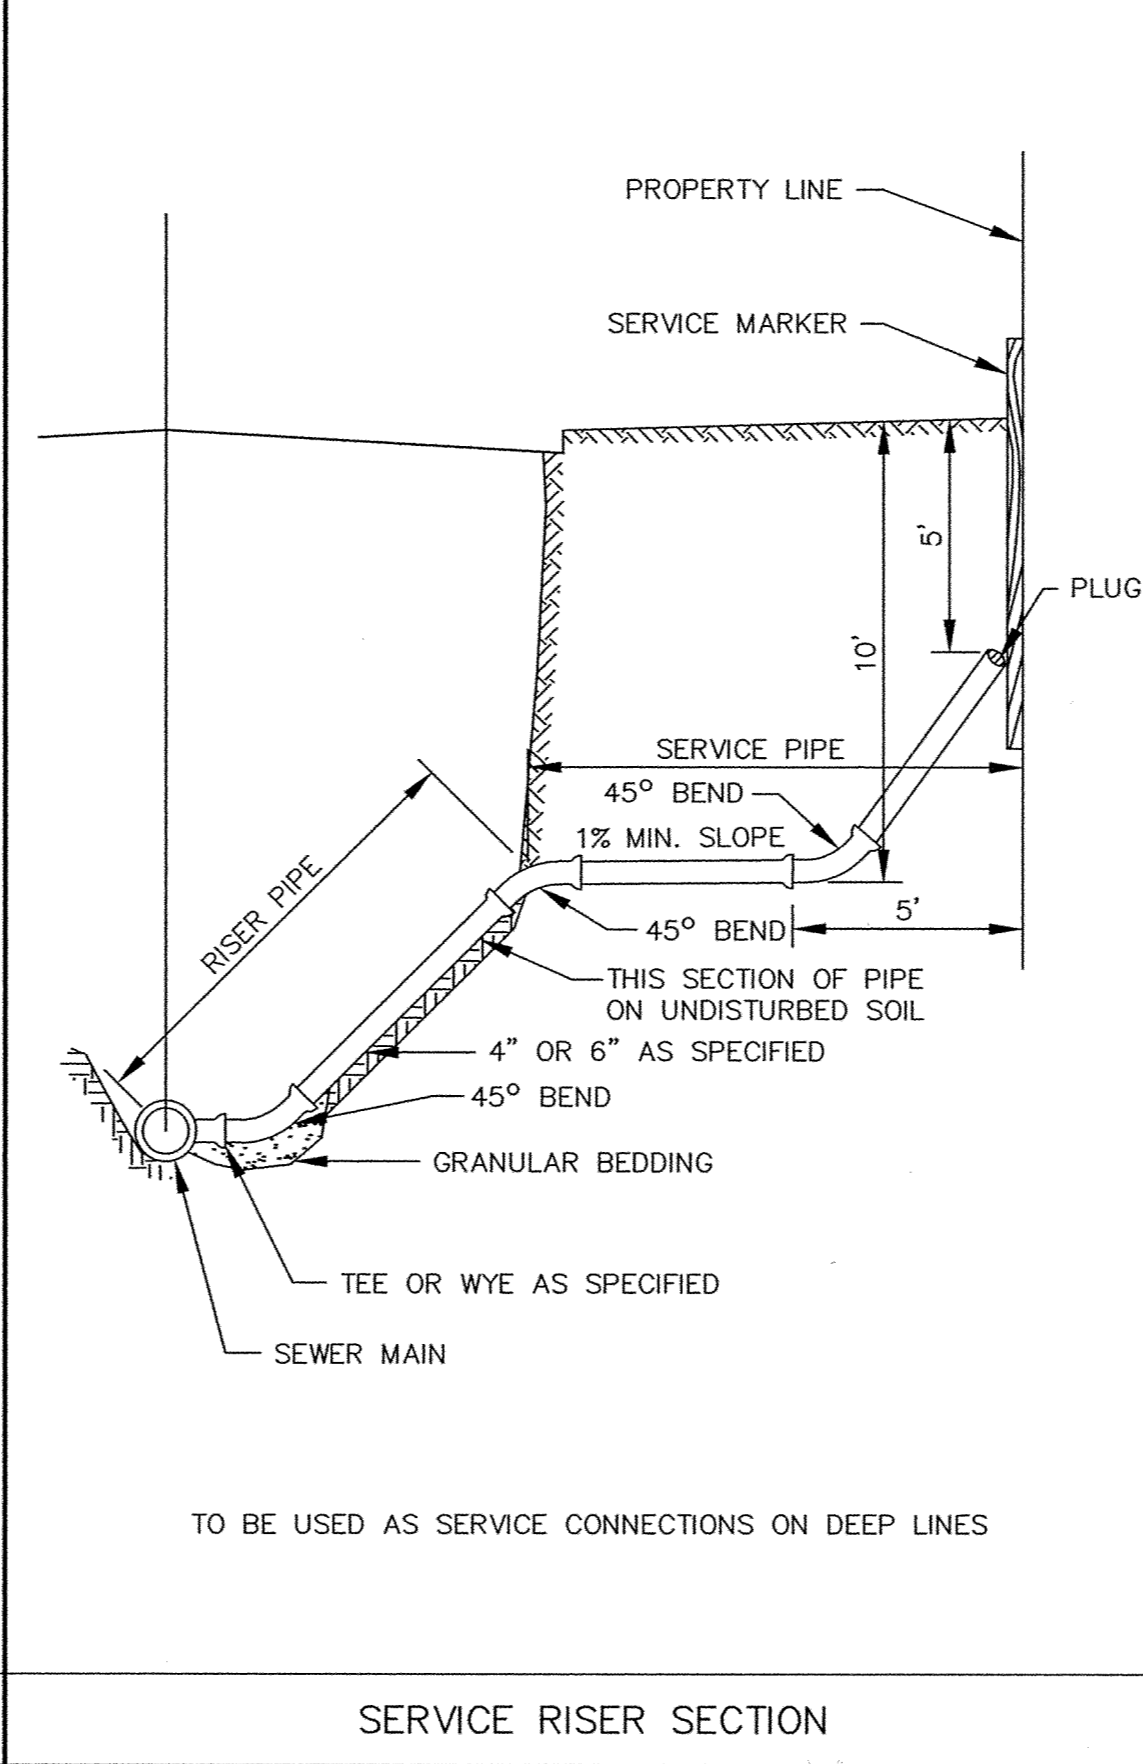 PROPERTY LINE
SERVICE MARKER
5'
PLUG
10'
SERVICE PIPE
45° BEND
1% MIN. SLOPE
RISER PIPE
5'
45° BEND
THIS SECTION OF PIPE
ON UNDISTURBED SOIL
4" OR 6" AS SPECIFIED
45° BEND
GRANULAR BEDDING
TEE OR WYE AS SPECIFIED
SEWER MAIN
TO BE USED AS SERVICE CONNECTIONS ON DEEP LINES
SERVICE RISER SECTION